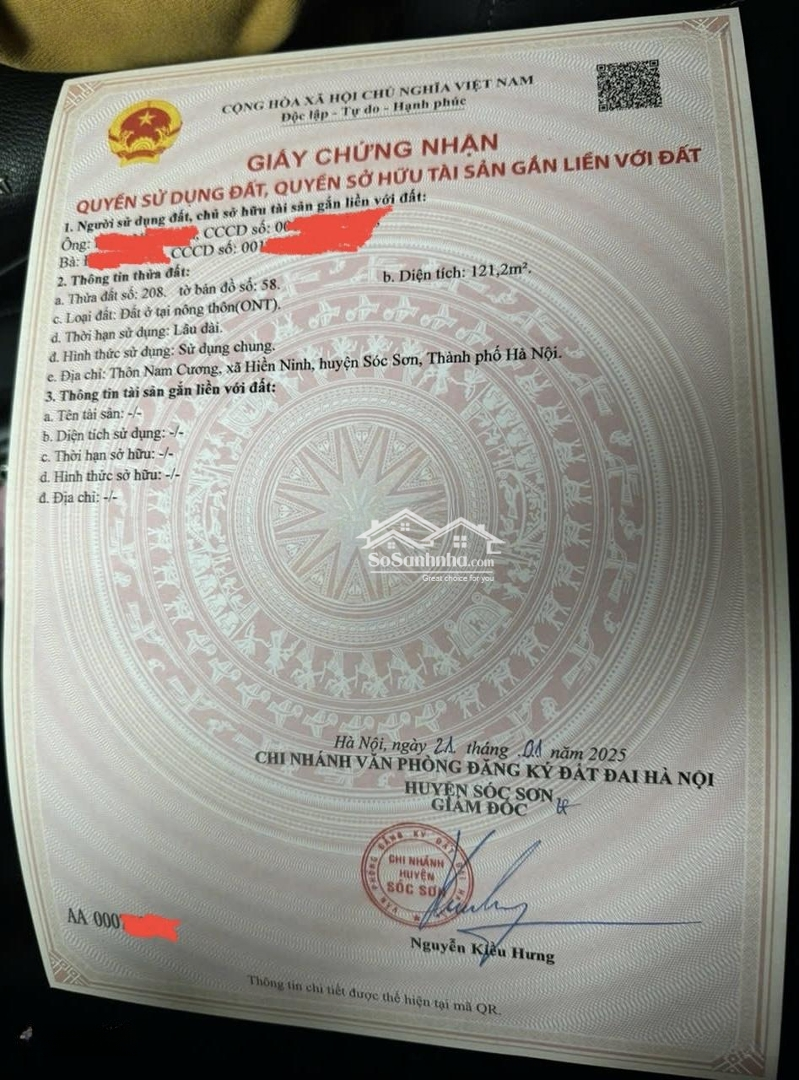 CỘNG HÒA XÃ HỘI CHỦ NGHĨA VIỆT NAM
Độc lập - Tự do - Hạnh phúc
GIẤY CHỨNG NHẬN
QUYỀN SỬ DỤNG ĐẤT, QUYỀN SỞ HỮU TÀI SẢN GẮN LIỀN VỚI ĐẤT
1. Người sử dụng đất, chủ sở hữu tài sản gắn liền với đất:
Ông: , CCCD số: 00
Bà: CCCD số: 001
2. Thông tin thửa đất:
a. Thửa đất số: 208. tờ bản đồ số: 58. b. Diện tích: 121,2m².
c. Loại đất: Đất ở tại nông thôn(ONT).
d. Thời hạn sử dụng: Lâu dài.
đ. Hình thức sử dụng: Sử dụng chung.
e. Địa chỉ: Thôn Nam Cương, xã Hiền Ninh, huyện Sóc Sơn, Thành phố Hà Nội.
3. Thông tin tài sản gắn liền với đất:
a. Tên tài sản: -/-
b. Diện tích sử dụng: -/-
c. Thời hạn sở hữu: -/-
d. Hình thức sở hữu: -/-
đ. Địa chỉ: -/-
SoSanhnha.com
Great choice for you
Hà Nội, ngày 21 tháng 01 năm 2025
CHI NHÁNH VĂN PHÒNG ĐĂNG KÝ ĐẤT ĐAI HÀ NỘI
HUYỆN SÓC SƠN
GIÁM ĐỐC
VĂN PHÒNG ĐĂNG KÝ ĐẤT ĐAI HÀ NỘI
CHI NHÁNH
HUYỆN
SÓC SƠN
AA 000
Nguyễn Kiều Hưng
Thông tin chi tiết được thể hiện tại mã QR.